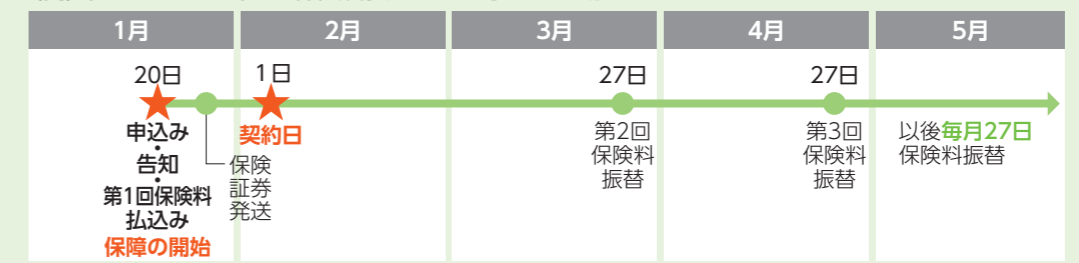 1月
2月
3月
4月
5月
20日
1日
27日
27日
申込み
・
告知
・
第1回保険料
払込み
保障の開始
保険
証券
発送
契約日
第2回
保険料
振替
第3回
保険料
振替
以後毎月27日
保険料振替